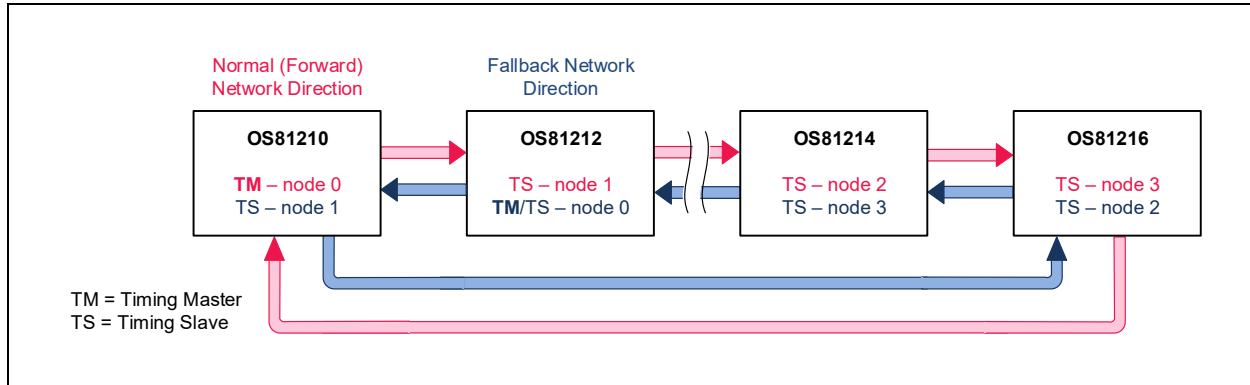 Normal (Forward)
Network Direction
Fallback Network
Direction
OS81210
TM – node 0
TS – node 1
OS81212
TS – node 1
TM/TS – node 0
OS81214
TS – node 2
TS – node 3
OS81216
TS – node 3
TS – node 2
TM = Timing Master
TS = Timing Slave